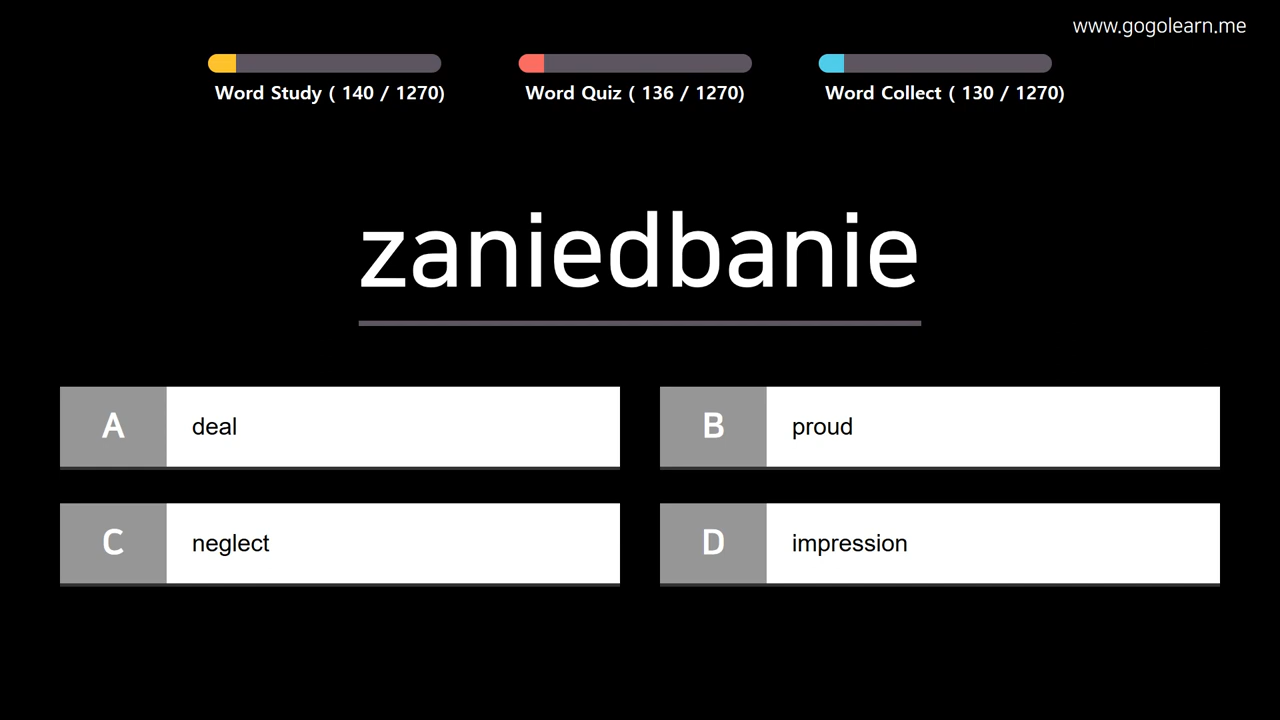 www.gogolearn.me
Word Study ( 140 / 1270)
Word Quiz ( 136 / 1270)
Word Collect ( 130 / 1270)
zaniedbanie
A deal
B proud
C neglect
D impression